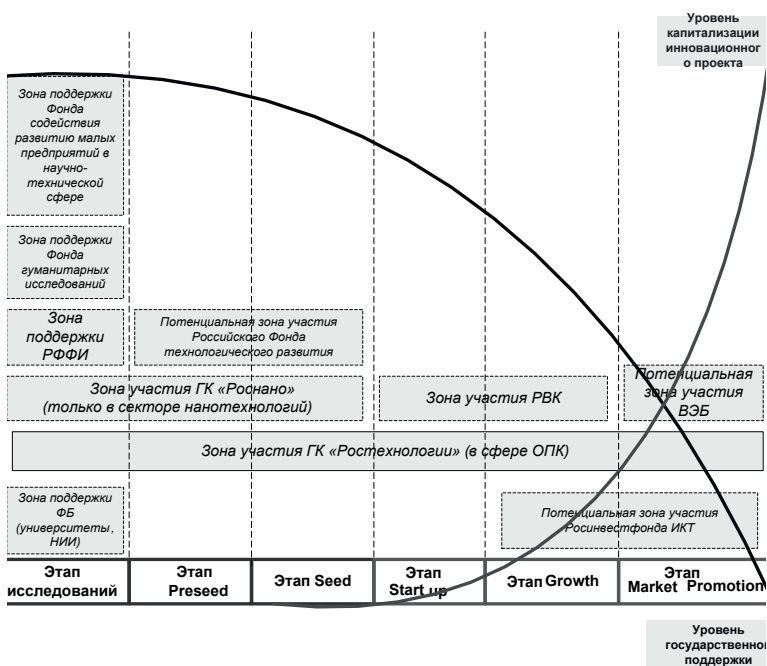 Уровень
капитализации
инновационног
о проекта
Зона поддержки
Фонда
содействия
развитию малых
предприятий в
научно-
технической
сфере
Зона поддержки
Фонда
гуманитарных
исследований
Зона
поддержки
РФФИ
Потенциальная зона участия
Российского Фонда
технологического развития
Зона участия ГК «Роснано»
(только в секторе нанотехнологий)
Зона участия РВК
Потенциальная
зона участия
ВЭБ
Зона участия ГК «Ростехнологии» (в сфере ОПК)
Зона поддержки
ФБ
(университеты,
НИИ)
Потенциальная зона участия
Росинвестфонда ИКТ
Этап
исследований
Этап
Preseed
Этап Seed
Этап
Start up
Этап Growth
Этап
Market Promotion
Уровень
государственной
поддержки